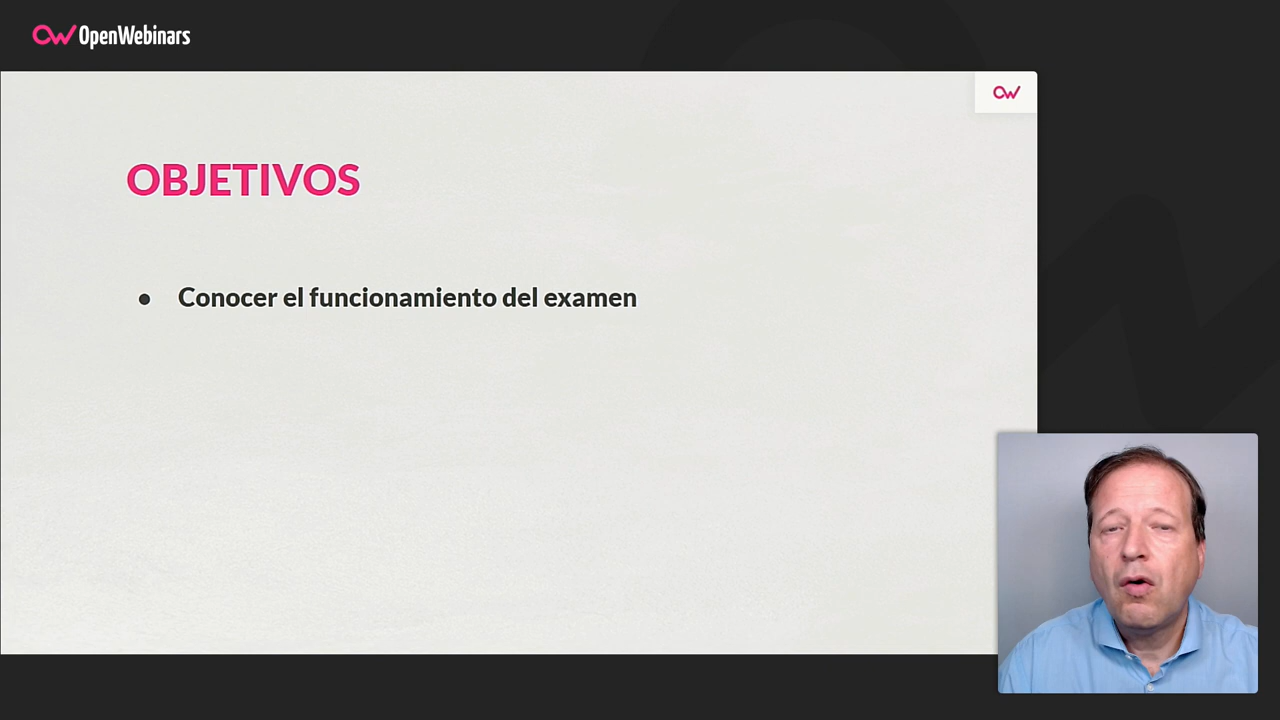 OpenWebinars
OBJETIVOS
● Conocer el funcionamiento del examen